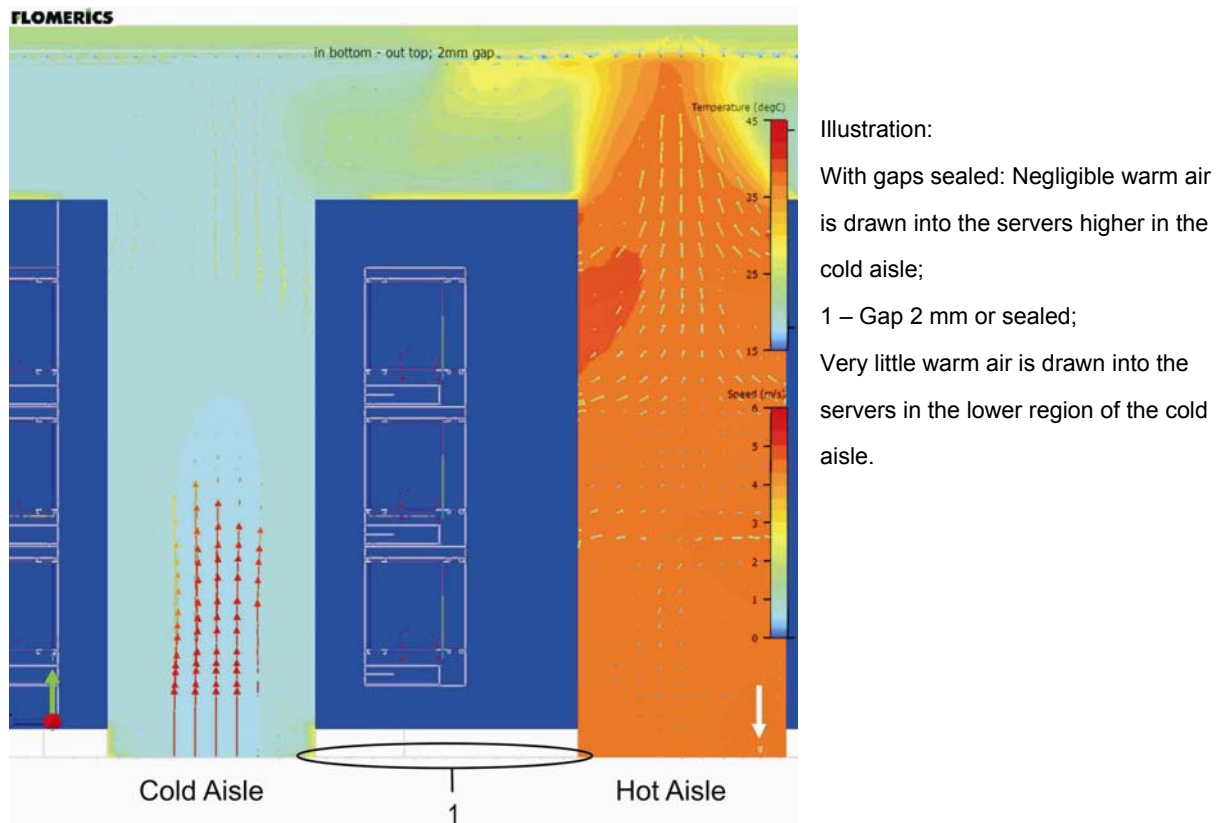 FLOMERICS
in bottom - out top; 2mm gap
Temperature (degC)
45
35
25
15
Speed (m/s)
6
5
4
3
2
1
0
g
Cold Aisle
1
Hot Aisle
Illustration:
With gaps sealed: Negligible warm air
is drawn into the servers higher in the
cold aisle;
1 – Gap 2 mm or sealed;
Very little warm air is drawn into the
servers in the lower region of the cold
aisle.